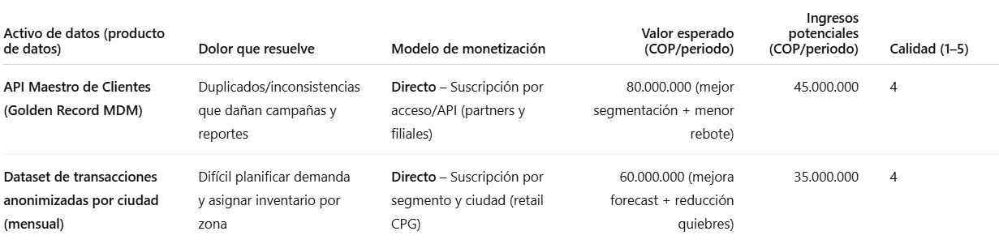 Activo de datos (producto
de datos)
Dolor que resuelve
Modelo de monetización
Valor esperado
(COP/periodo)
Ingresos
potenciales
(COP/periodo)
Calidad (1–5)
API Maestro de Clientes
(Golden Record MDM)
Duplicados/inconsistencias
que dañan campañas y
reportes
Directo – Suscripción por
acceso/API (partners y
filiales)
80.000.000 (mejor
segmentación + menor
rebote)
45.000.000
4
Dataset de transacciones
anonimizadas por ciudad
(mensual)
Difícil planificar demanda
y asignar inventario por
zona
Directo – Suscripción por
segmento y ciudad (retail
CPG)
60.000.000 (mejora
forecast + reducción
quiebres)
35.000.000
4